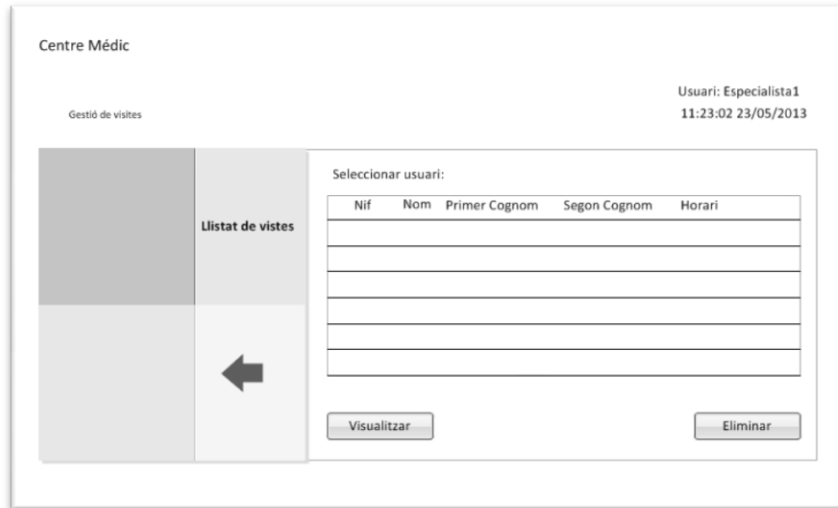 Centre Médic
Usuari: Especialista1
11:23:02 23/05/2013
Gestió de visites
Llistat de vistes
Seleccionar usuari:
Nif Nom Primer Cognom Segon Cognom Horari
Visualitzar
Eliminar